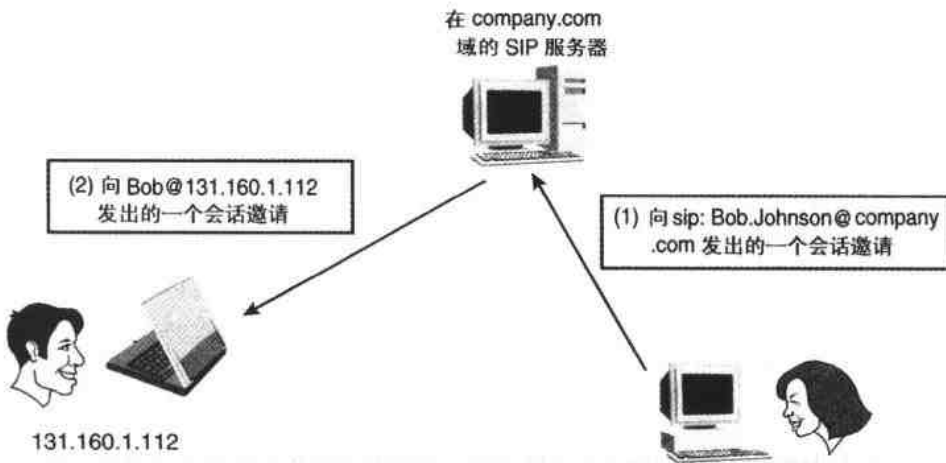 在 company.com
域的 SIP 服务器
(2) 向 Bob@131.160.1.112
发出的一个会话邀请
(1) 向 sip: Bob.Johnson@company
.com 发出的一个会话邀请
131.160.1.112